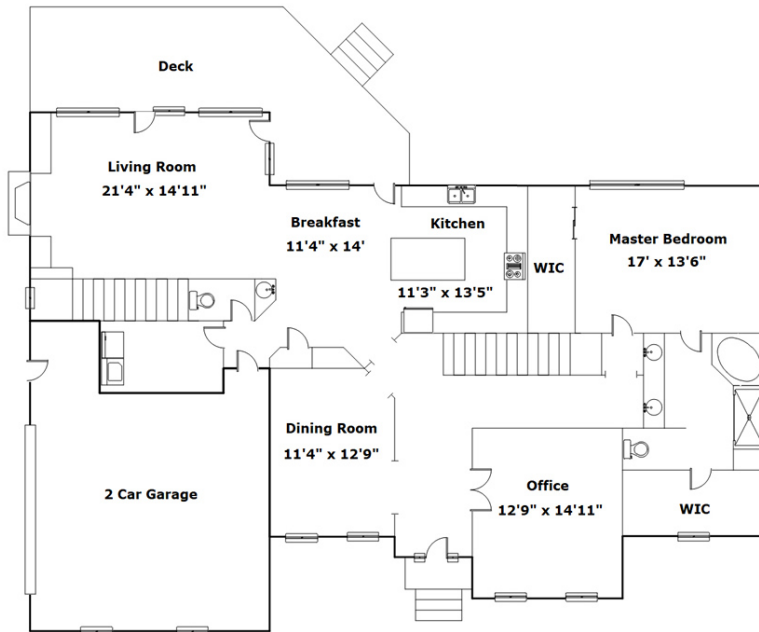 Deck
Living Room
21'4" x 14'11"
Breakfast
11'4" x 14'
Kitchen
11'3" x 13'5"
WIC
Master Bedroom
17' x 13'6"
Dining Room
11'4" x 12'9"
2 Car Garage
Office
12'9" x 14'11"
WIC